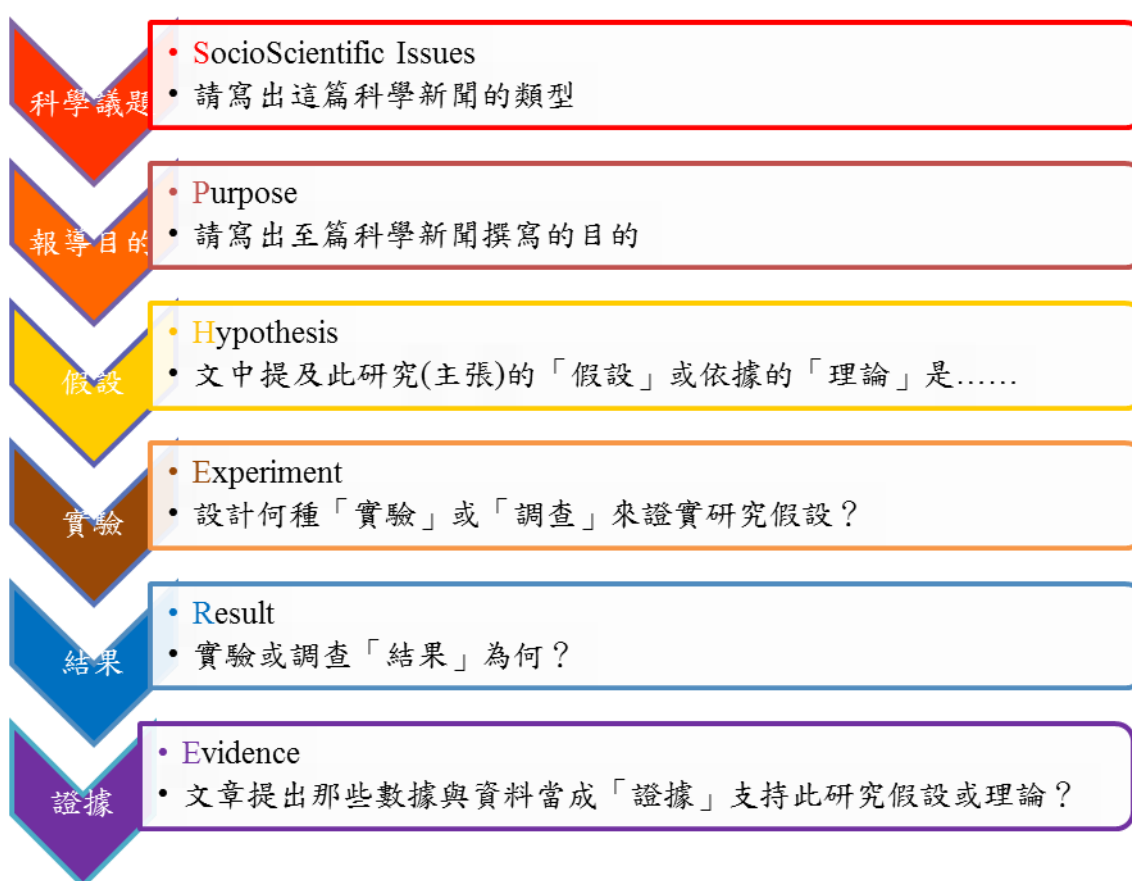 科學議題
• SocioScientific Issues
• 請寫出這篇科學新聞的類型
報導目的
• Purpose
• 請寫出至篇科學新聞撰寫的目的
假設
• Hypothesis
• 文中提及此研究(主張)的「假設」或依據的「理論」是……
實驗
• Experiment
• 設計何種「實驗」或「調查」來證實研究假設？
結果
• Result
• 實驗或調查「結果」為何？
證據
• Evidence
• 文章提出那些數據與資料當成「證據」支持此研究假設或理論？